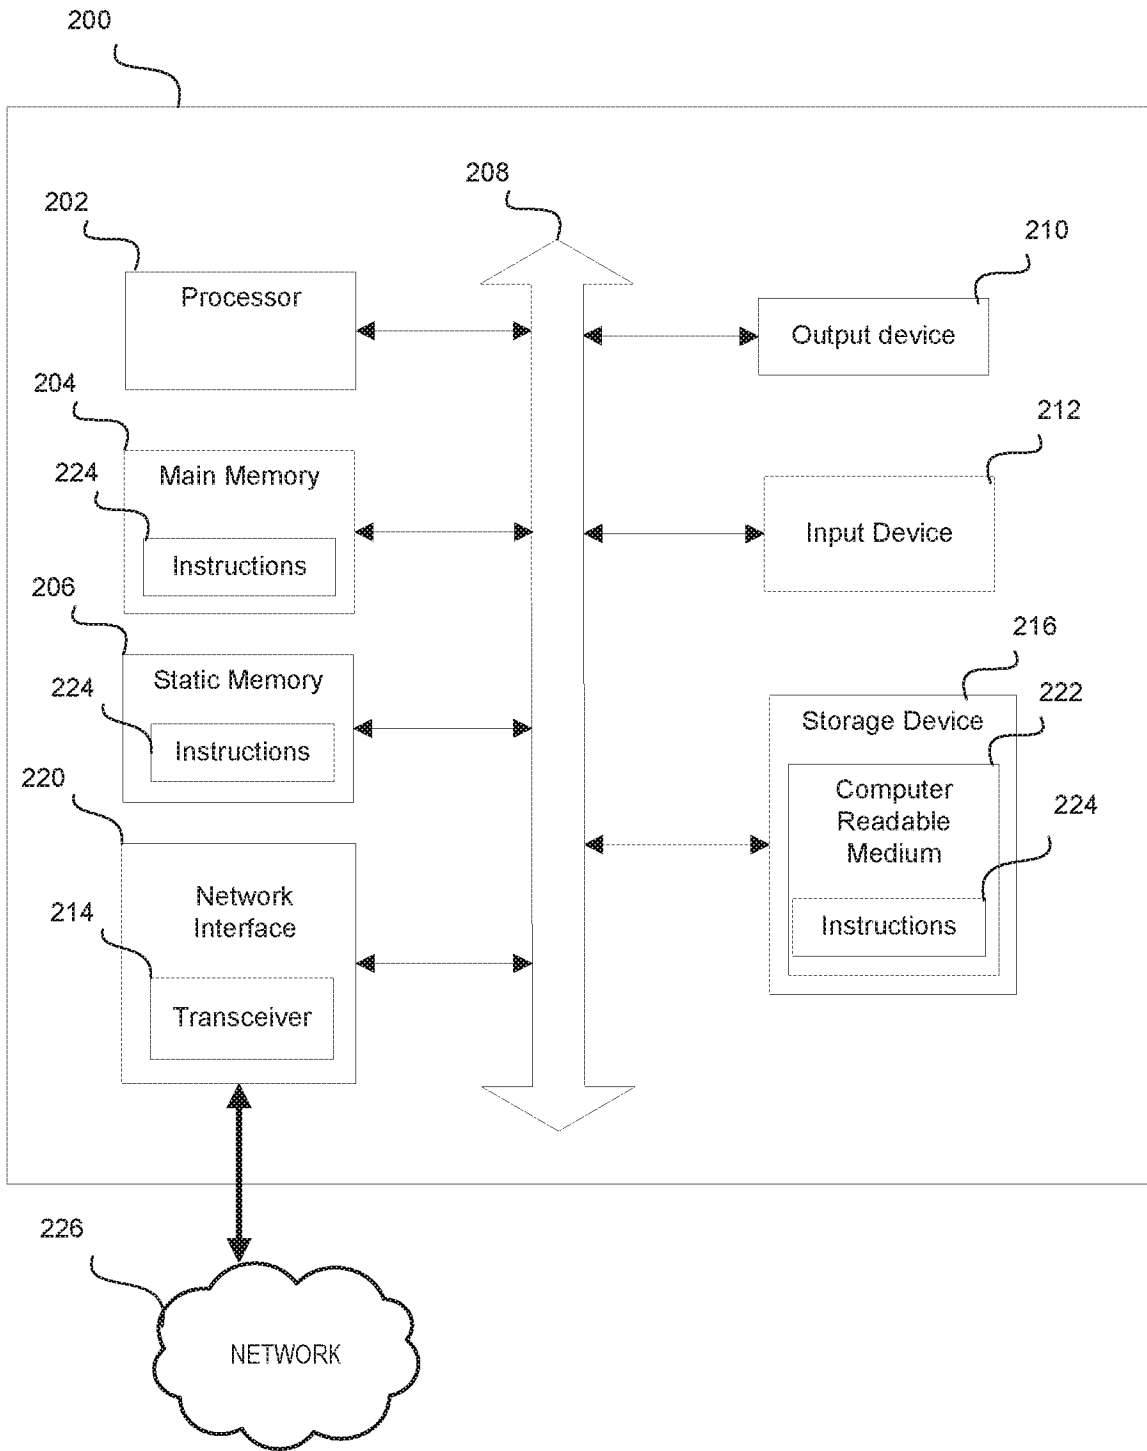 200
208
202
210
Processor
Output device
204
212
224
Main Memory
Input Device
Instructions
206
216
224
Static Memory
222
Storage Device
Instructions
220
Computer
Readable
Medium
224
214
Network
Interface
Instructions
Transceiver
226
NETWORK